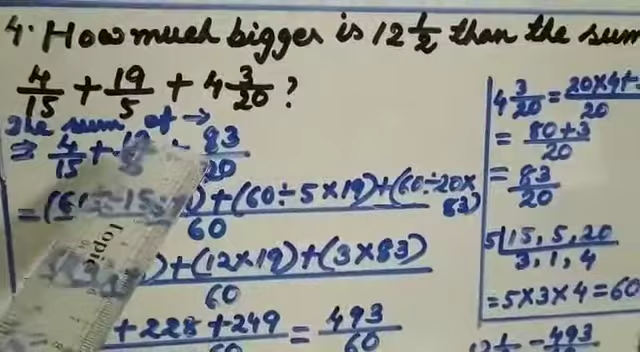 4. How much bigger is 12 1/2 than the sum
4/15 + 19/5 + 4 3/20 ?
The sum of →
⇒ 4/15 + 83/20
+ (60÷5×19) + (60÷20×83) / 60
) + (12×19) + (3×83) / 60
+ 228 + 249 / 60 = 493/60
4 3/20 = 20×4+ / 20
= 80+3 / 20
= 83/20
5 | 15, 5, 20
3, 1, 4
= 5×3×4 = 60
- 493